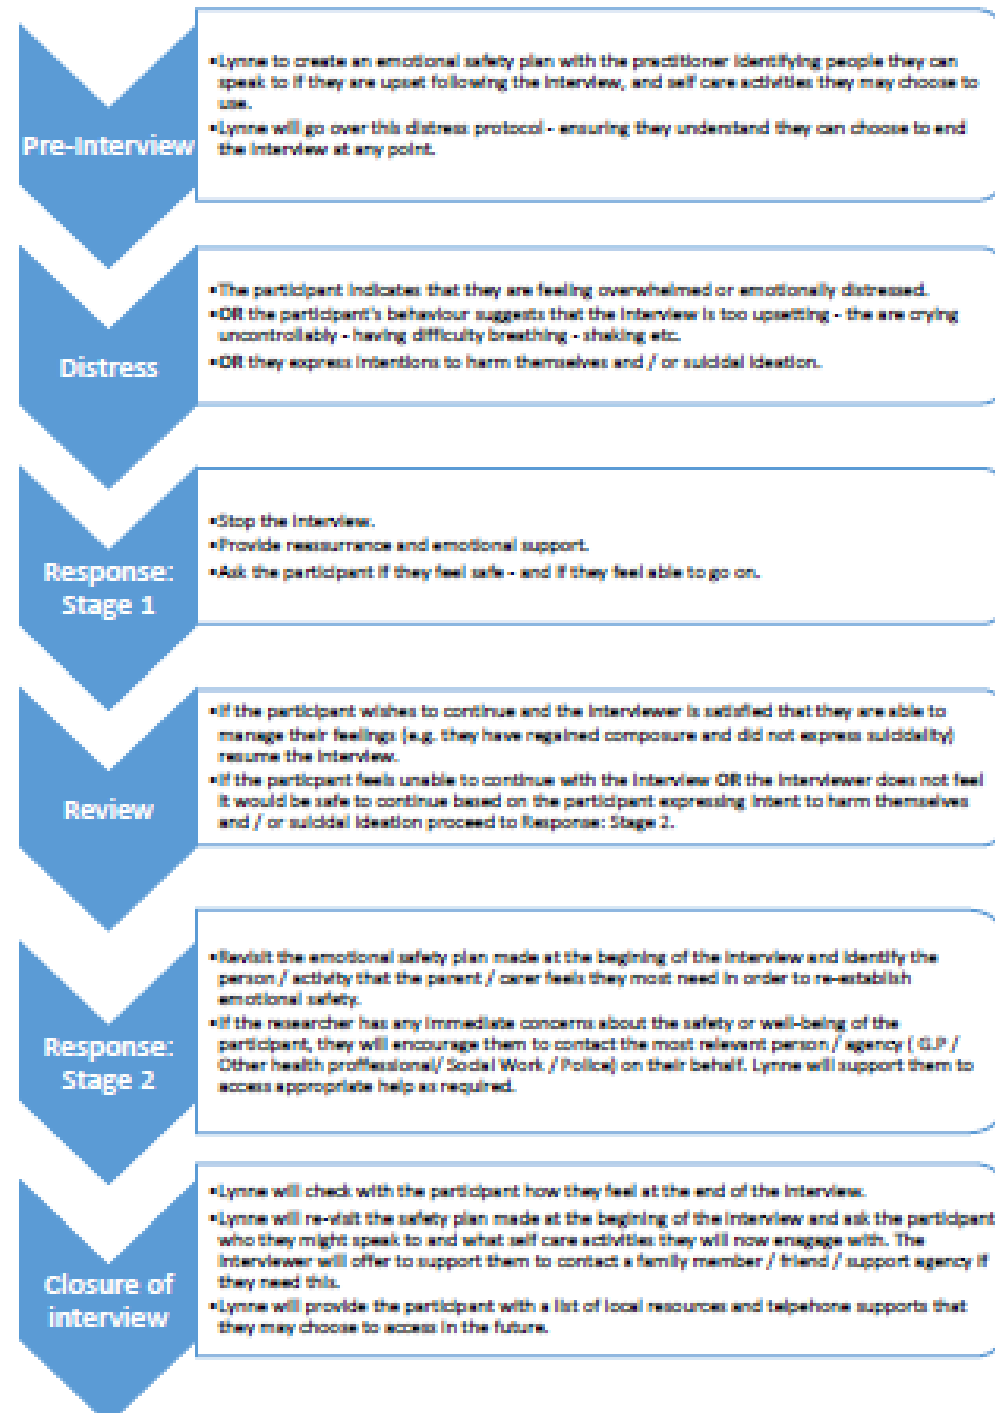 Pre-Interview
•Lynne to create an emotional safety plan with the practitioner identifying people they can
speak to if they are upset following the interview, and self care activities they may choose to
use.
•Lynne will go over this distress protocol - ensuring they understand they can choose to end
the interview at any point.
Distress
•The participant indicates that they are feeling overwhelmed or emotionally distressed.
•OR the participant's behaviour suggests that the interview is too upsetting - the are crying
uncontrollably - having difficulty breathing - shaking etc.
•OR they express intentions to harm themselves and / or suicidal ideation.
Response:
Stage 1
•Stop the interview.
•Provide reassurrance and emotional support.
•Ask the participant if they feel safe - and if they feel able to go on.
Review
•If the participant wishes to continue and the interviewer is satisfied that they are able to
manage their feelings (e.g. they have regained composure and did not express suicidality)
resume the interview.
•If the particpant feels unable to continue with the interview OR the interviewer does not feel
it would be safe to continue based on the participant expressing intent to harm themselves
and / or suicidal ideation proceed to Response: Stage 2.
Response:
Stage 2
•Revisit the emotional safety plan made at the begining of the interview and identify the
person / activity that the parent / carer feels they most need in order to re-establish
emotional safety.
•If the researcher has any immediate concerns about the safety or well-being of the
participant, they will encourage them to contact the most relevant person / agency ( G.P /
Other health proffessional/ Social Work / Police) on their behalf. Lynne will support them to
access appropriate help as required.
Closure of
interview
•Lynne will check with the participant how they feel at the end of the interview.
•Lynne will re-visit the safety plan made at the begining of the interview and ask the participant
who they might speak to and what self care activities they will now enagage with. The
interviewer will offer to support them to contact a family member / friend / support agency if
they need this.
•Lynne will provide the participant with a list of local resources and telpehone supports that
they may choose to access in the future.